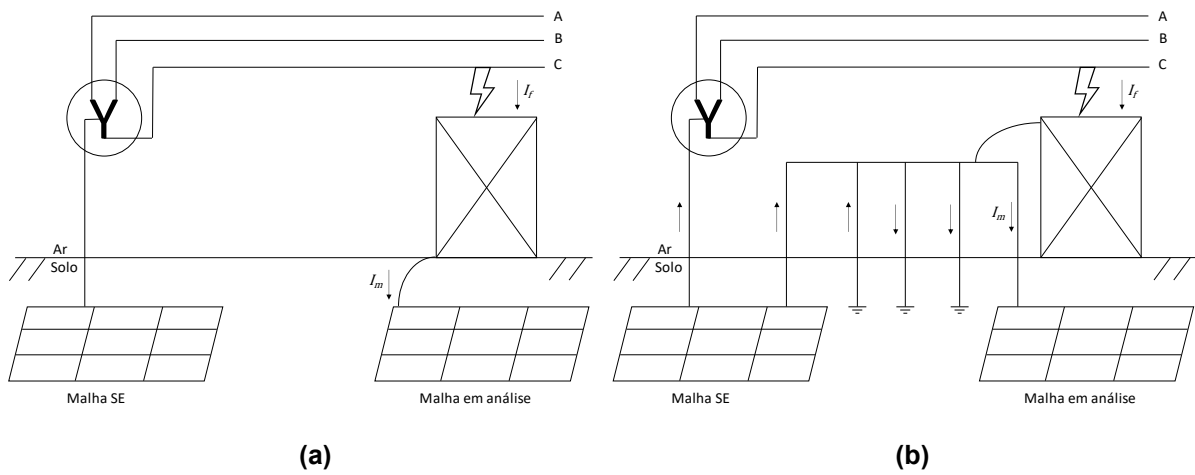 A
B
C
I_f
Ar
Solo
I_m
Malha SE
Malha em análise
(a)
A
B
C
I_f
I_m
Ar
Solo
Malha SE
Malha em análise
(b)